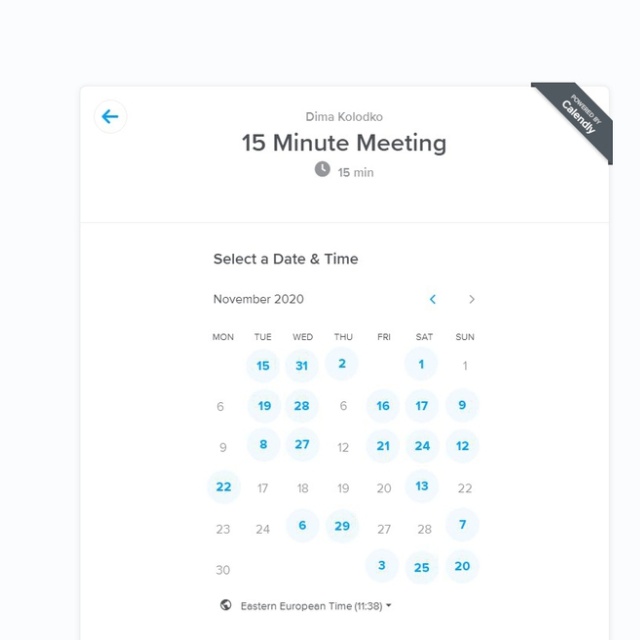 POWERED BY
Calendly
Dima Kolodko
15 Minute Meeting
15 min
Select a Date & Time
November 2020
MON TUE WED THU FRI SAT SUN
15 31 2 1 1
6 19 28 6 16 17 9
9 8 27 12 21 24 12
22 17 18 19 20 13 22
23 24 6 29 27 28 7
30 3 25 20
Eastern European Time (11:38)